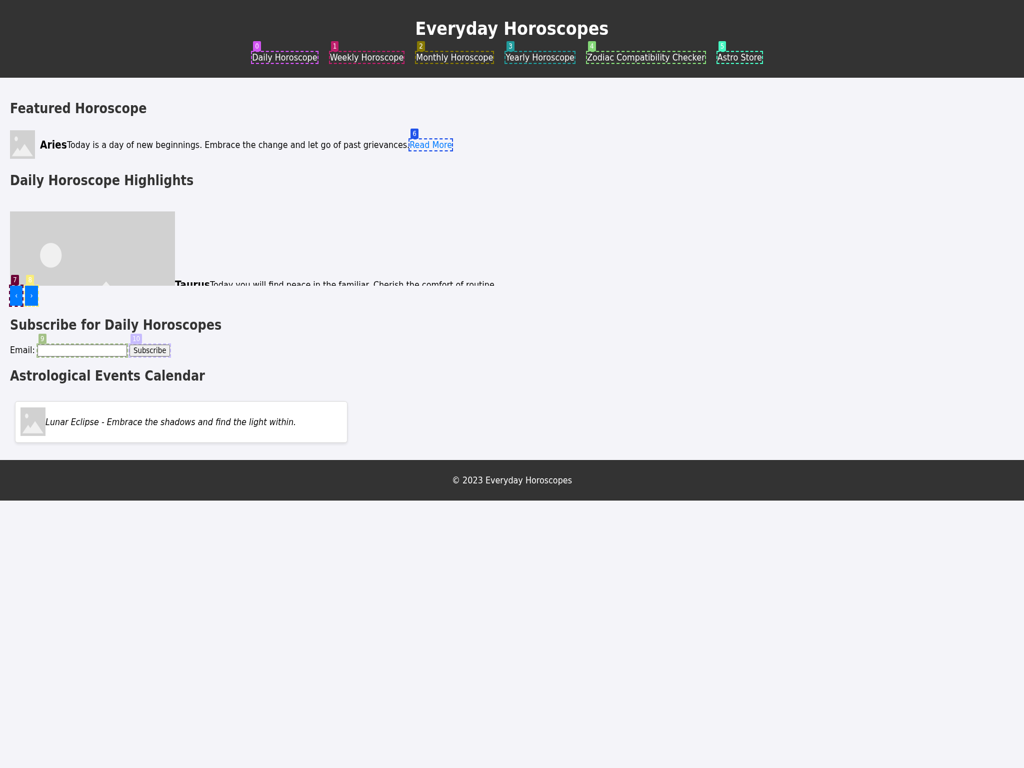 Everyday Horoscopes
0 1 2 3 4 5
Daily Horoscope Weekly Horoscope Monthly Horoscope Yearly Horoscope Zodiac Compatibility Checker Astro Store
Featured Horoscope
6
Aries Today is a day of new beginnings. Embrace the change and let go of past grievances. Read More
Daily Horoscope Highlights
Taurus Today you will find peace in the familiar. Cherish the comfort of routine.
7 8
‹ ›
Subscribe for Daily Horoscopes
9 10
Email: Subscribe
Astrological Events Calendar
Lunar Eclipse - Embrace the shadows and find the light within.
© 2023 Everyday Horoscopes